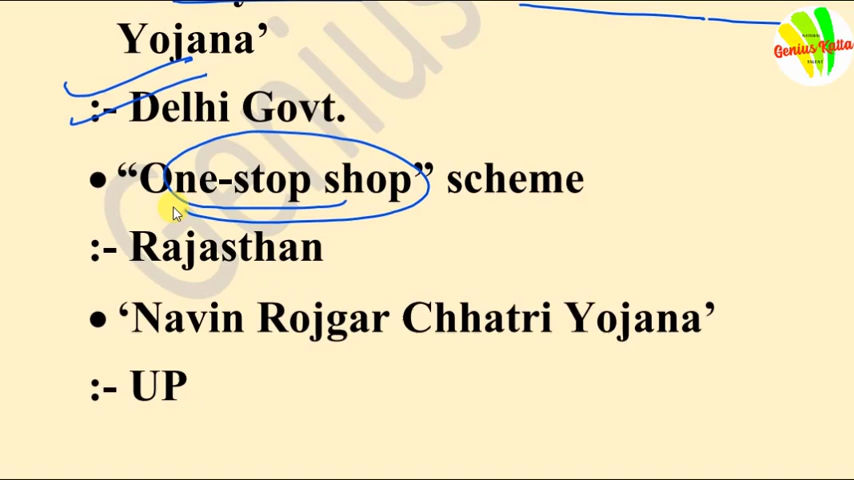 Yojana’
:- Delhi Govt.
• “One-stop shop” scheme
:- Rajasthan
• ‘Navin Rojgar Chhatri Yojana’
:- UP
Genius Katta
Genius